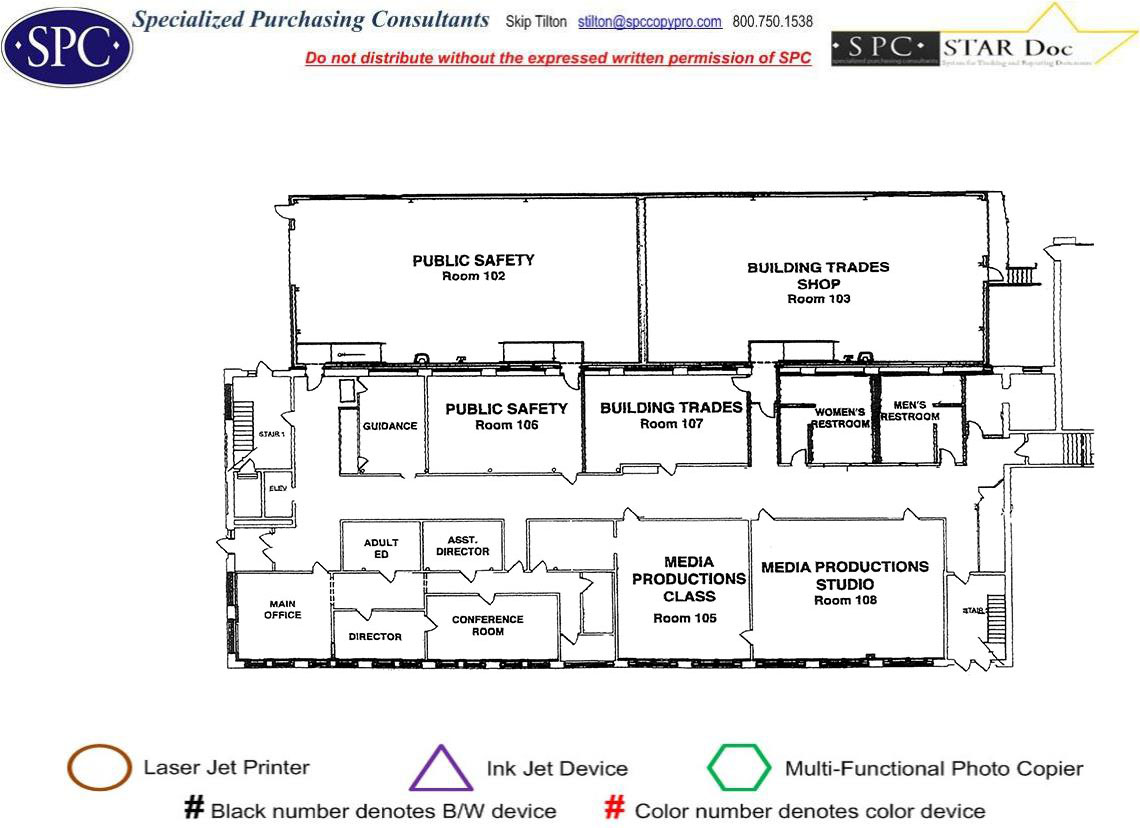 SPC
Specialized Purchasing Consultants Skip Tilton stilton@spccopypro.com 800.750.1538
Do not distribute without the expressed written permission of SPC
· S P C · STAR Doc
specialized purchasing consultants System for Tracking and Reporting Documents
PUBLIC SAFETY
Room 102
BUILDING TRADES
SHOP
Room 103
STAIR 1
GUIDANCE
PUBLIC SAFETY
Room 106
BUILDING TRADES
Room 107
WOMEN'S
RESTROOM
MEN'S
RESTROOM
ELEV
ADULT
ED
ASST.
DIRECTOR
MAIN
OFFICE
DIRECTOR
CONFERENCE
ROOM
MEDIA
PRODUCTIONS
CLASS
Room 105
MEDIA PRODUCTIONS
STUDIO
Room 108
STAIR
Laser Jet Printer
Ink Jet Device
Multi-Functional Photo Copier
# Black number denotes B/W device
# Color number denotes color device